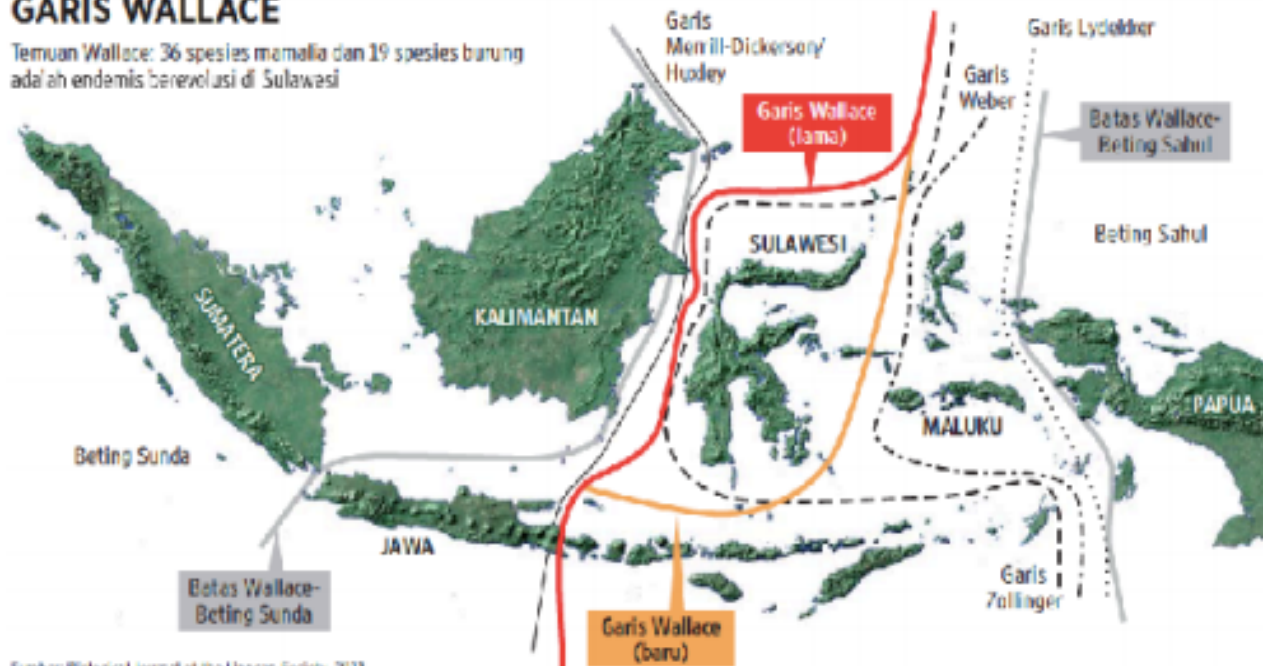 GARIS WALLACE
Temuan Wallace: 36 spesies mamalia dan 19 spesies burung
adalah endemis berevolusi di Sulawesi
Garis
Merrill-Dickerson/
Huxley
Garis Wallace
(lama)
Garis
Weber
Garis Lydekker
Batas Wallace-
Beting Sahul
Beting Sahul
SULAWESI
KALIMANTAN
SUMATERA
MALUKU
PAPUA
Beting Sunda
JAWA
Batas Wallace-
Beting Sunda
Garis Wallace
(baru)
Garis
Zollinger